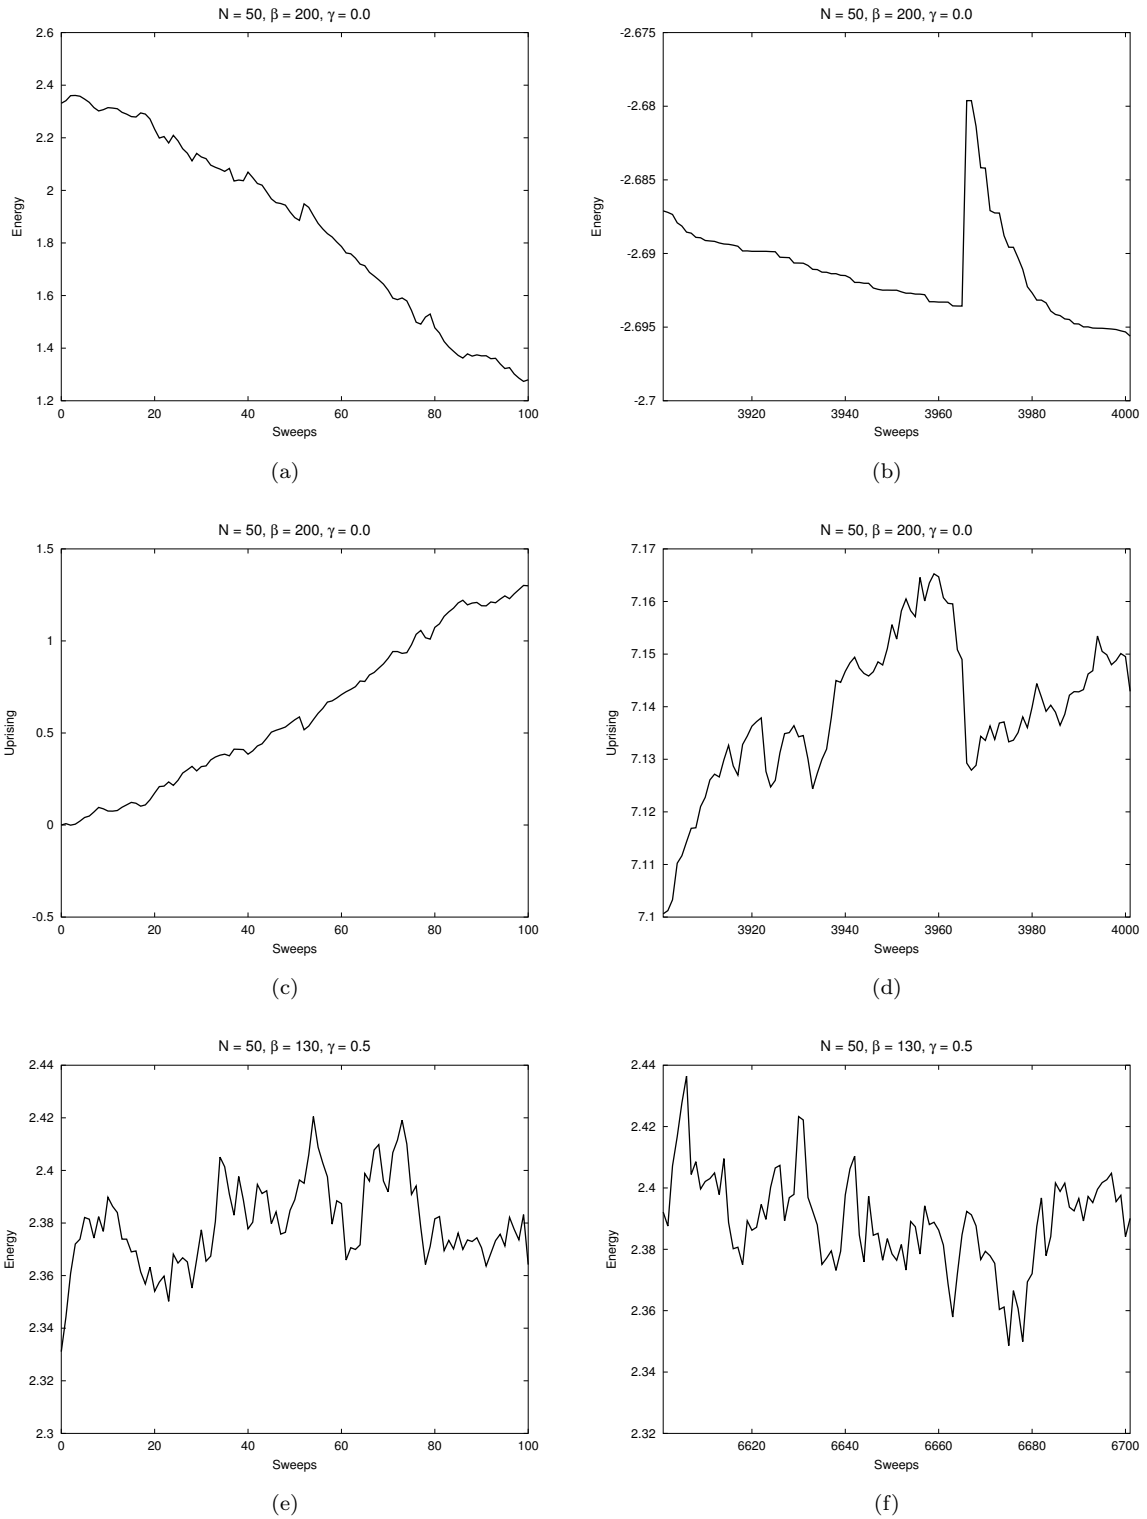 N = 50, β = 200, γ = 0.0
Energy
2.6
2.4
2.2
2
1.8
1.6
1.4
1.2
0 20 40 60 80 100
Sweeps
(a)
N = 50, β = 200, γ = 0.0
Energy
-2.675
-2.68
-2.685
-2.69
-2.695
-2.7
3920 3940 3960 3980 4000
Sweeps
(b)
N = 50, β = 200, γ = 0.0
Uprising
1.5
1
0.5
0
-0.5
0 20 40 60 80 100
Sweeps
(c)
N = 50, β = 200, γ = 0.0
Uprising
7.17
7.16
7.15
7.14
7.13
7.12
7.11
7.1
3920 3940 3960 3980 4000
Sweeps
(d)
N = 50, β = 130, γ = 0.5
Energy
2.44
2.42
2.4
2.38
2.36
2.34
2.32
2.3
0 20 40 60 80 100
Sweeps
(e)
N = 50, β = 130, γ = 0.5
Energy
2.44
2.42
2.4
2.38
2.36
2.34
2.32
6620 6640 6660 6680 6700
Sweeps
(f)